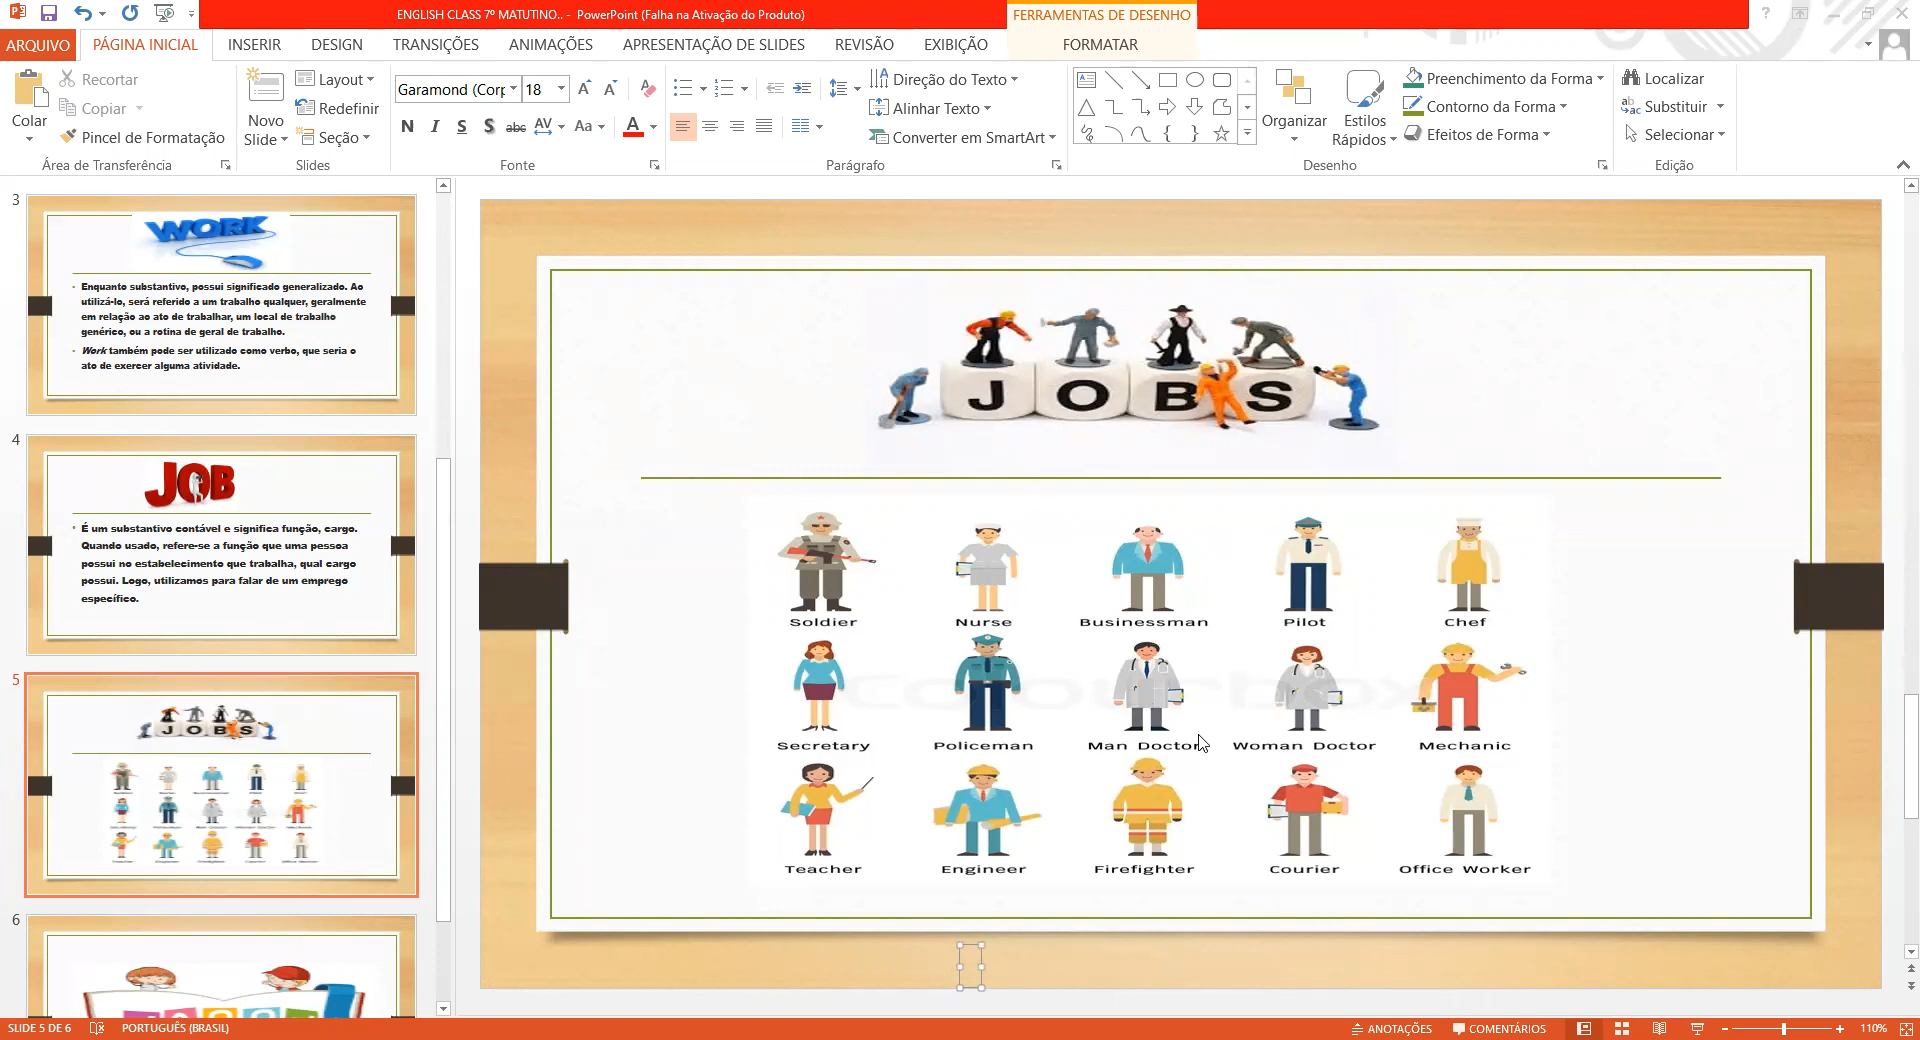 ENGLISH CLASS 7º MATUTINO.. - PowerPoint (Falha na Ativação do Produto)
FERRAMENTAS DE DESENHO
ARQUIVO
PÁGINA INICIAL
INSERIR
DESIGN
TRANSIÇÕES
ANIMAÇÕES
APRESENTAÇÃO DE SLIDES
REVISÃO
EXIBIÇÃO
FORMATAR
Colar
Recortar
Copiar
Pincel de Formatação
Área de Transferência
Novo
Slide
Layout
Redefinir
Seção
Slides
Garamond (Corp
18
N I S S abc AV Aa A
Fonte
Direção do Texto
Alinhar Texto
Converter em SmartArt
Parágrafo
Organizar
Estilos
Rápidos
Preenchimento da Forma
Contorno da Forma
Efeitos de Forma
Desenho
Localizar
Substituir
Selecionar
Edição
3
WORK
Enquanto substantivo, possui significado generalizado. Ao
utilizá-lo, será referido a um trabalho qualquer, geralmente
em relação ao ato de trabalhar, um local de trabalho
genérico, ou a rotina de geral de trabalho.
Work também pode ser utilizado como verbo, que seria o
ato de exercer alguma atividade.
4
JOB
É um substantivo contável e significa função, cargo.
Quando usado, refere-se a função que uma pessoa
possui no estabelecimento que trabalha, qual cargo
possui. Logo, utilizamos para falar de um emprego
específico.
5
JOBS
6
JOBS
Soldier Nurse Businessman Pilot Chef
Secretary Policeman Man Doctor Woman Doctor Mechanic
Teacher Engineer Firefighter Courier Office Worker
colourbox
SLIDE 5 DE 6
PORTUGUÊS (BRASIL)
ANOTAÇÕES
COMENTÁRIOS
110%